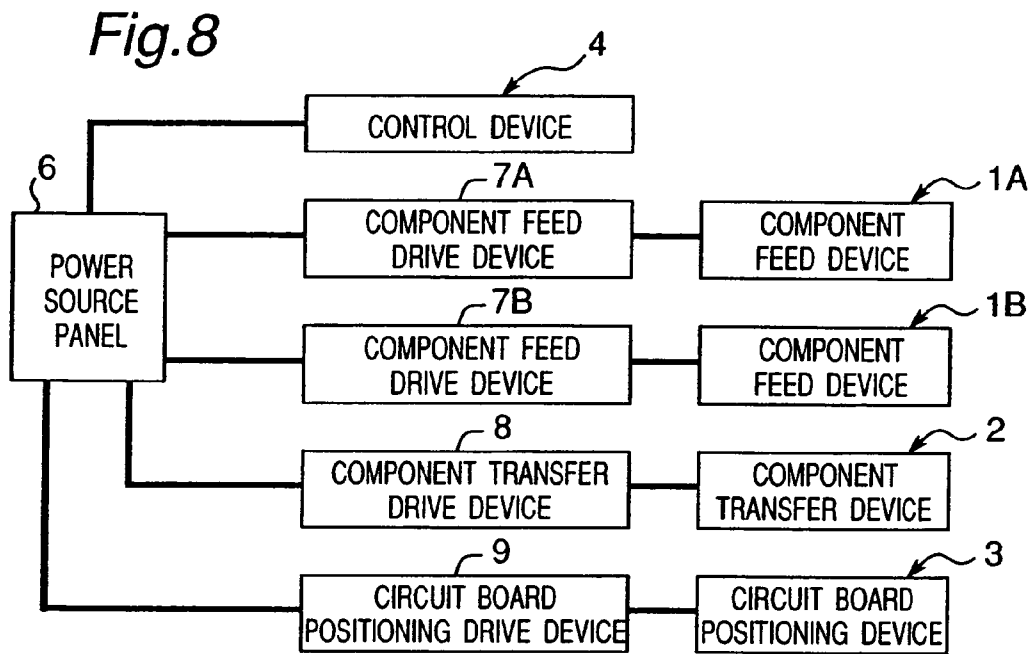 Fig.8
4
CONTROL DEVICE
6
POWER
SOURCE
PANEL
7A
COMPONENT FEED
DRIVE DEVICE
1A
COMPONENT
FEED DEVICE
7B
COMPONENT FEED
DRIVE DEVICE
1B
COMPONENT
FEED DEVICE
8
COMPONENT TRANSFER
DRIVE DEVICE
2
COMPONENT
TRANSFER DEVICE
9
CIRCUIT BOARD
POSITIONING DRIVE DEVICE
3
CIRCUIT BOARD
POSITIONING DEVICE